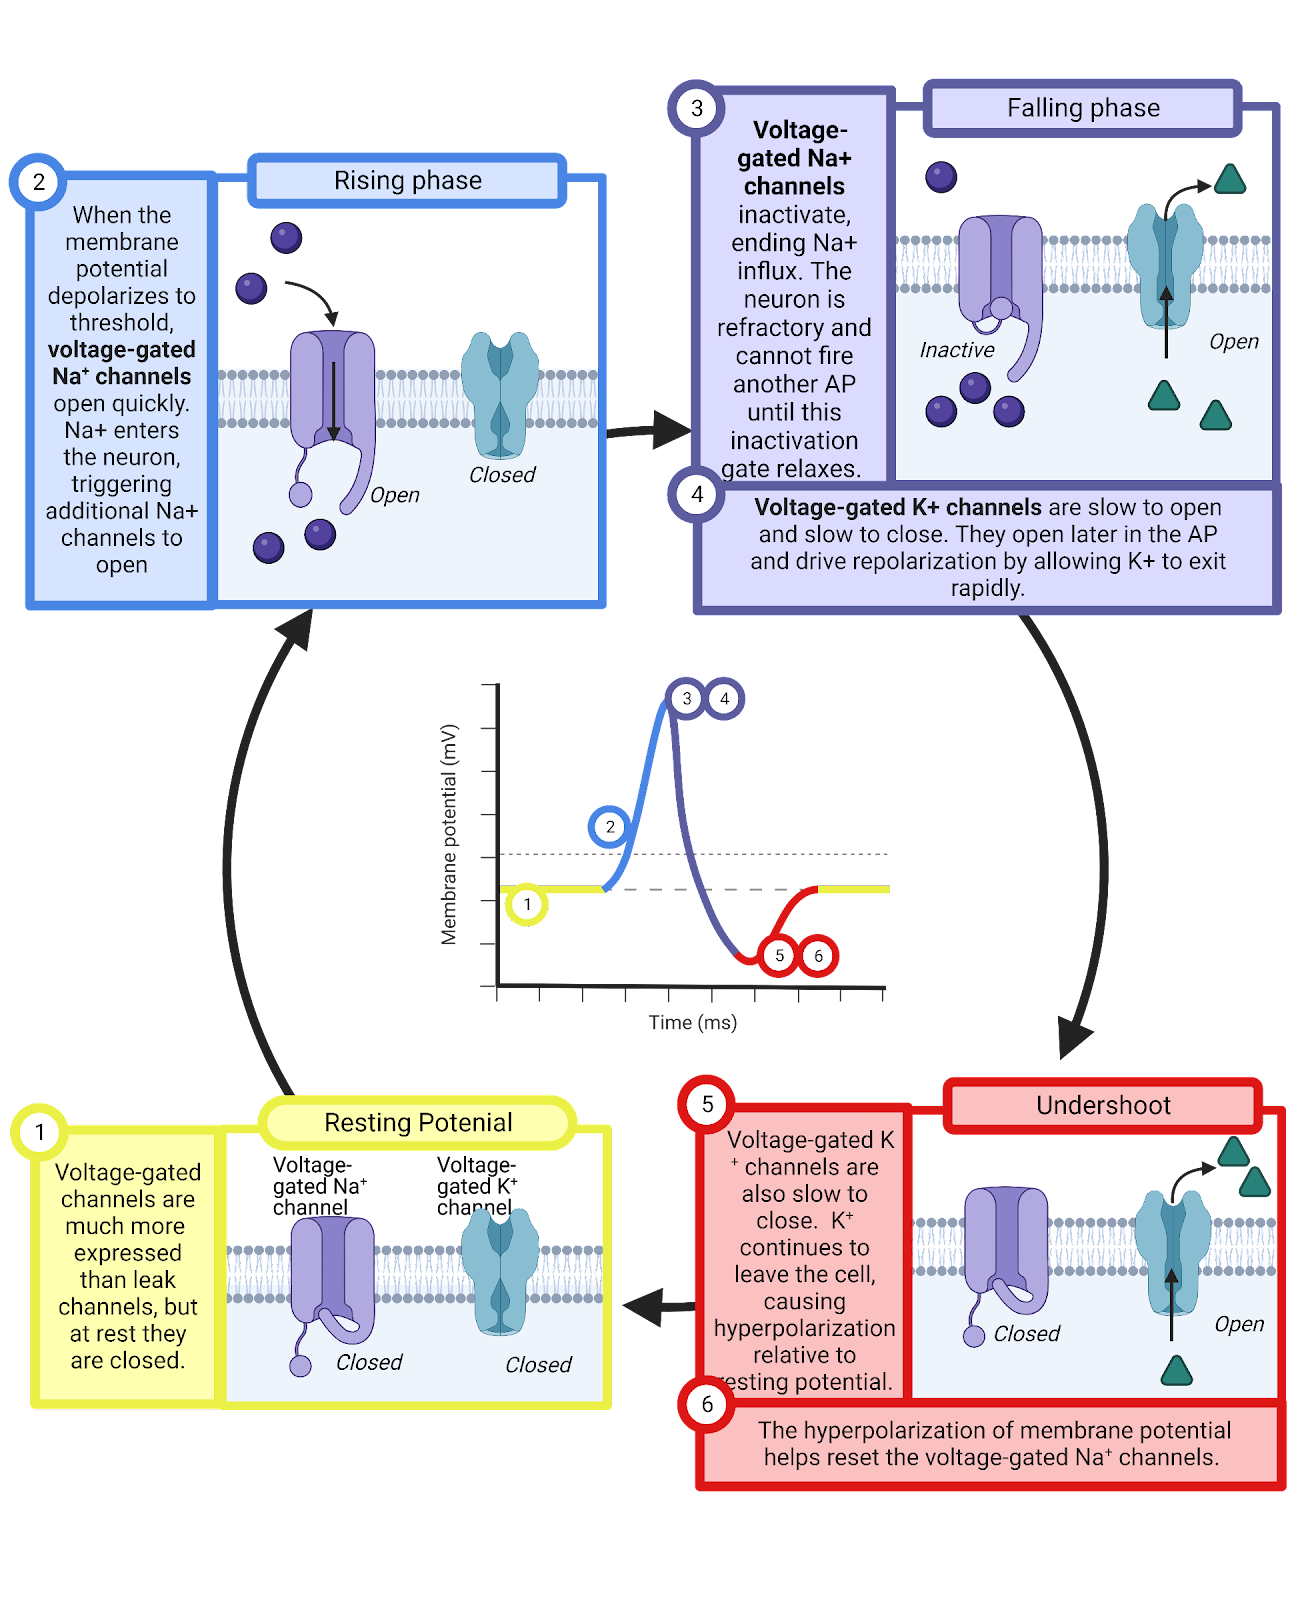 3
Falling phase
Voltage-
gated Na+
channels
inactivate,
ending Na+
influx. The
neuron is
refractory and
cannot fire
another AP
until this
inactivation
gate relaxes.
Inactive
Open
4
Voltage-gated K+ channels are slow to open
and slow to close. They open later in the AP
and drive repolarization by allowing K+ to exit
rapidly.
2
Rising phase
When the
membrane
potential
depolarizes to
threshold,
voltage-gated
Na⁺ channels
open quickly.
Na+ enters
the neuron,
triggering
additional Na+
channels to
open
Open
Closed
Membrane potential (mV)
3
4
2
1
5
6
Time (ms)
1
Resting Potenial
Voltage-gated
channels are
much more
expressed
than leak
channels, but
at rest they
are closed.
Voltage-
gated Na⁺
channel
Voltage-
gated K⁺
channel
Closed
Closed
5
Undershoot
Voltage-gated K
⁺ channels are
also slow to
close. K⁺
continues to
leave the cell,
causing
hyperpolarization
relative to
resting potential.
Closed
Open
6
The hyperpolarization of membrane potential
helps reset the voltage-gated Na⁺ channels.